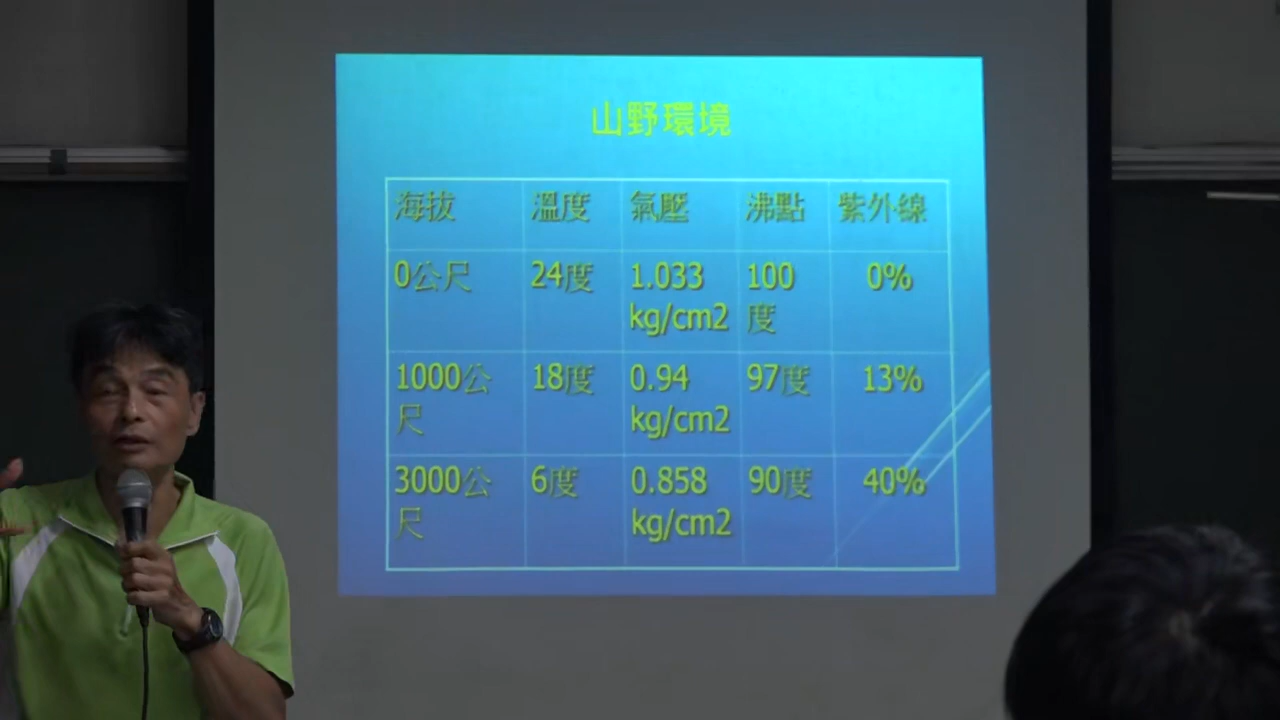 山野環境
海拔 溫度 氣壓 沸點 紫外線
0公尺 24度 1.033 100 0%
kg/cm2 度
1000公 18度 0.94 97度 13%
尺 kg/cm2
3000公 6度 0.858 90度 40%
尺 kg/cm2